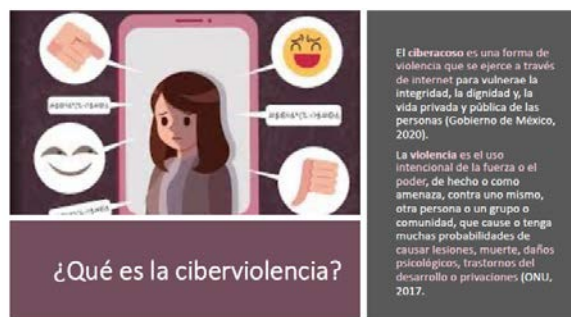 ¿Qué es la ciberviolencia?
El ciberacoso es una forma de
violencia que se ejerce a través
de internet para vulnerae la
integridad, la dignidad y, la
vida privada y pública de las
personas (Gobierno de México,
2020).
La violencia es el uso
intencional de la fuerza o el
poder, de hecho o como
amenaza, contra uno mismo,
otra persona o un grupo o
comunidad, que cause o tenga
muchas probabilidades de
causar lesiones, muerte, daños
psicológicos, trastornos del
desarrollo o privaciones (ONU,
2017.